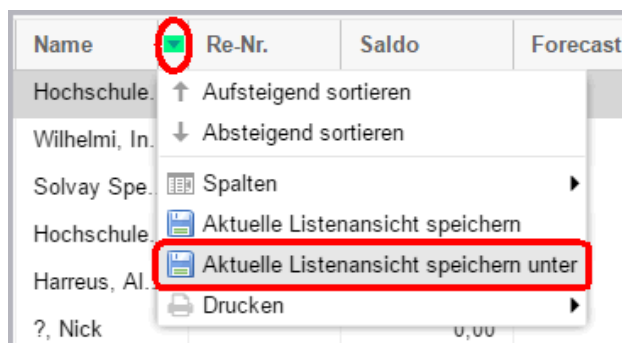 Name Re-Nr. Saldo Forecast
Hochschule.. Aufsteigend sortieren
Wilhelmi, In. Absteigend sortieren
Solvay Spe.. Spalten
Hochschule. Aktuelle Listenansicht speichern
Harreus, Al.. Aktuelle Listenansicht speichern unter
Drucken
?, Nick 0,00